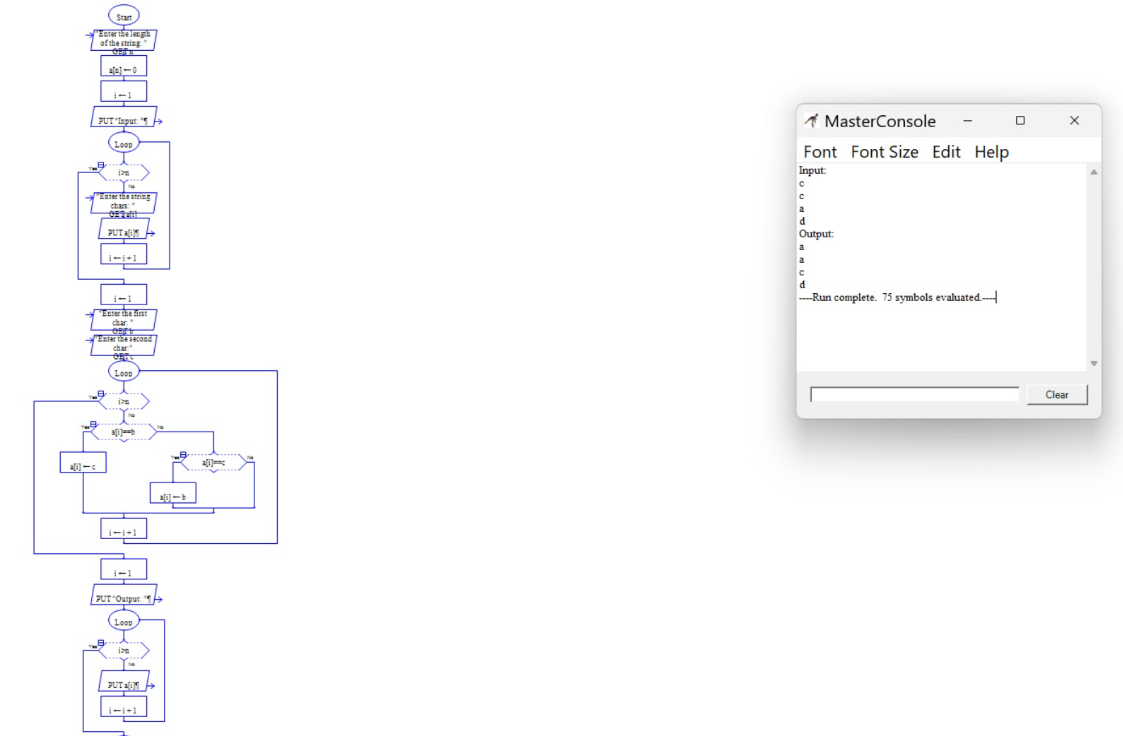 Start
"Enter the length
of the string: "
GET n
a[n] ← 0
i ← 1
PUT "Input: "¶
Loop
Yes
i>n
No
"Enter the string
chars: "
GET a[i]
PUT a[i]¶
i ← i + 1
i ← 1
"Enter the first
char: "
GET b
"Enter the second
char:"
GET c
Loop
Yes
i>n
No
Yes
a[i]==b
No
a[i] ← c
Yes
a[i]==c
No
a[i] ← b
i ← i + 1
i ← 1
PUT "Output: "¶
Loop
Yes
i>n
No
PUT a[i]¶
i ← i + 1
MasterConsole
Font Font Size Edit Help
Input:
c
c
a
d
Output:
a
a
c
d
----Run complete. 75 symbols evaluated.----
Clear